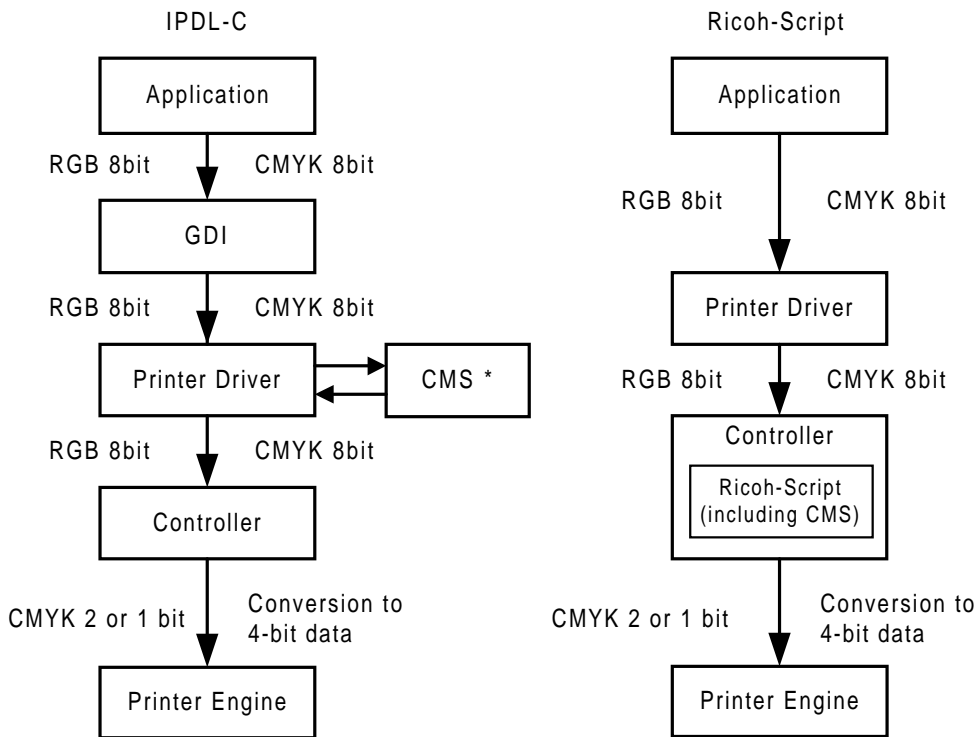 IPDL-C
Application
RGB 8bit
CMYK 8bit
GDI
RGB 8bit
CMYK 8bit
Printer Driver
CMS *
RGB 8bit
CMYK 8bit
Controller
CMYK 2 or 1 bit
Conversion to
4-bit data
Printer Engine
Ricoh-Script
Application
RGB 8bit
CMYK 8bit
Printer Driver
RGB 8bit
CMYK 8bit
Controller
Ricoh-Script
(including CMS)
CMYK 2 or 1 bit
Conversion to
4-bit data
Printer Engine